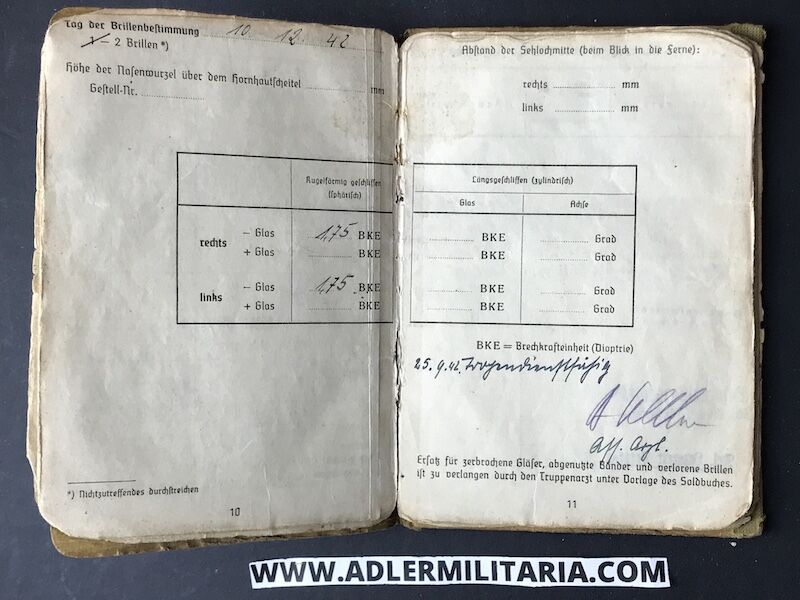 Tag der Brillenbestimmung 10 12 42
1 – 2 Brillen *)
Höhe der Nasenwurzel über dem Hornhautscheitel ........ mm
Gestell-Nr. ........
Kugelförmig geschliffen
(sphärisch)
rechts
− Glas 1,75 BKE
+ Glas ........ BKE
links
− Glas 1,75 BKE
+ Glas ........ BKE
*) Nichtzutreffendes durchstreichen
10
Abstand der Sehlochmitte (beim Blick in die Ferne):
rechts ........ mm
links ........ mm
Längsgeschliffen (zylindrisch)
Glas Achse
........ BKE ........ Grad
........ BKE ........ Grad
........ BKE ........ Grad
........ BKE ........ Grad
BKE = Brechkrafteinheit (Dioptrie)
25. 9. 42. Tropendienstfähig
Ass. Arzt.
Ersatz für zerbrochene Gläser, abgenutzte Bänder und verlorene Brillen
ist zu verlangen durch den Truppenarzt unter Vorlage des Soldbuches.
11
WWW.ADLERMILITARIA.COM